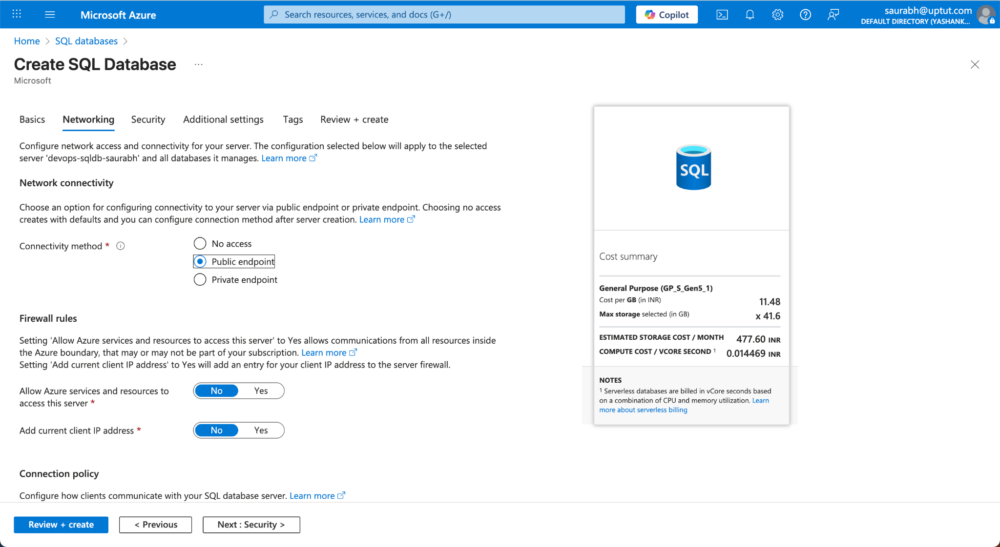 Microsoft Azure
Search resources, services, and docs (G+/)
Copilot
saurabh@uptut.com
DEFAULT DIRECTORY (YASHANK...
Home > SQL databases >
Create SQL Database ...
Microsoft
Basics Networking Security Additional settings Tags Review + create
Configure network access and connectivity for your server. The configuration selected below will apply to the selected
server 'devops-sqldb-saurabh' and all databases it manages. Learn more
Network connectivity
Choose an option for configuring connectivity to your server via public endpoint or private endpoint. Choosing no access
creates with defaults and you can configure connection method after server creation. Learn more
Connectivity method *
No access
Public endpoint
Private endpoint
Firewall rules
Setting 'Allow Azure services and resources to access this server' to Yes allows communications from all resources inside
the Azure boundary, that may or may not be part of your subscription. Learn more
Setting 'Add current client IP address' to Yes will add an entry for your client IP address to the server firewall.
Allow Azure services and resources to
access this server *
No Yes
Add current client IP address *
No Yes
Connection policy
Configure how clients communicate with your SQL database server. Learn more
SQL
Cost summary
General Purpose (GP_S_Gen5_1)
Cost per GB (in INR) 11.48
Max storage selected (in GB) x 41.6
ESTIMATED STORAGE COST / MONTH 477.60 INR
COMPUTE COST / VCORE SECOND 1 0.014469 INR
NOTES
1 Serverless databases are billed in vCore seconds based
on a combination of CPU and memory utilization. Learn
more about serverless billing
Review + create
< Previous
Next : Security >